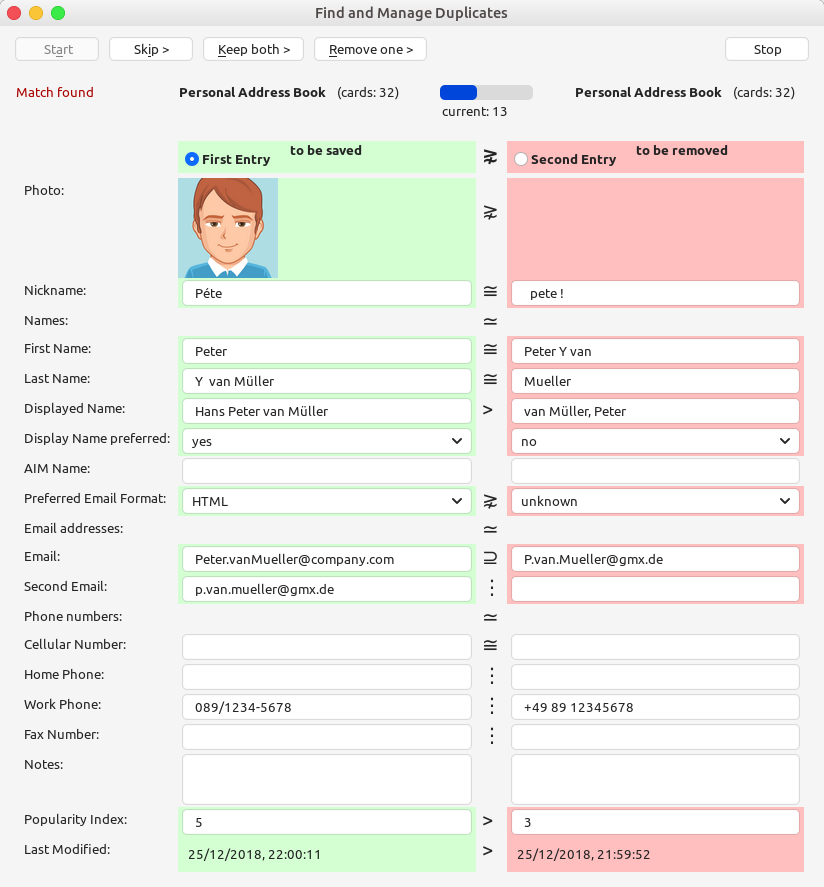 Find and Manage Duplicates
Start Skip > Keep both > Remove one > Stop
Match found Personal Address Book (cards: 32) Personal Address Book (cards: 32)
current: 13
First Entry to be saved ⋧ Second Entry to be removed
Photo: ⋧
Nickname: Péte ≅ pete !
Names: ≃
First Name: Peter ≅ Peter Y van
Last Name: Y van Müller ≅ Mueller
Displayed Name: Hans Peter van Müller > van Müller, Peter
Display Name preferred: yes no
AIM Name:
Preferred Email Format: HTML ⋧ unknown
Email addresses: ≃
Email: Peter.vanMueller@company.com ⊇ P.van.Mueller@gmx.de
Second Email: p.van.mueller@gmx.de ⋮
Phone numbers: ≃
Cellular Number: ≅
Home Phone: ⋮
Work Phone: 089/1234-5678 ⋮ +49 89 12345678
Fax Number: ⋮
Notes:
Popularity Index: 5 > 3
Last Modified: 25/12/2018, 22:00:11 > 25/12/2018, 21:59:52